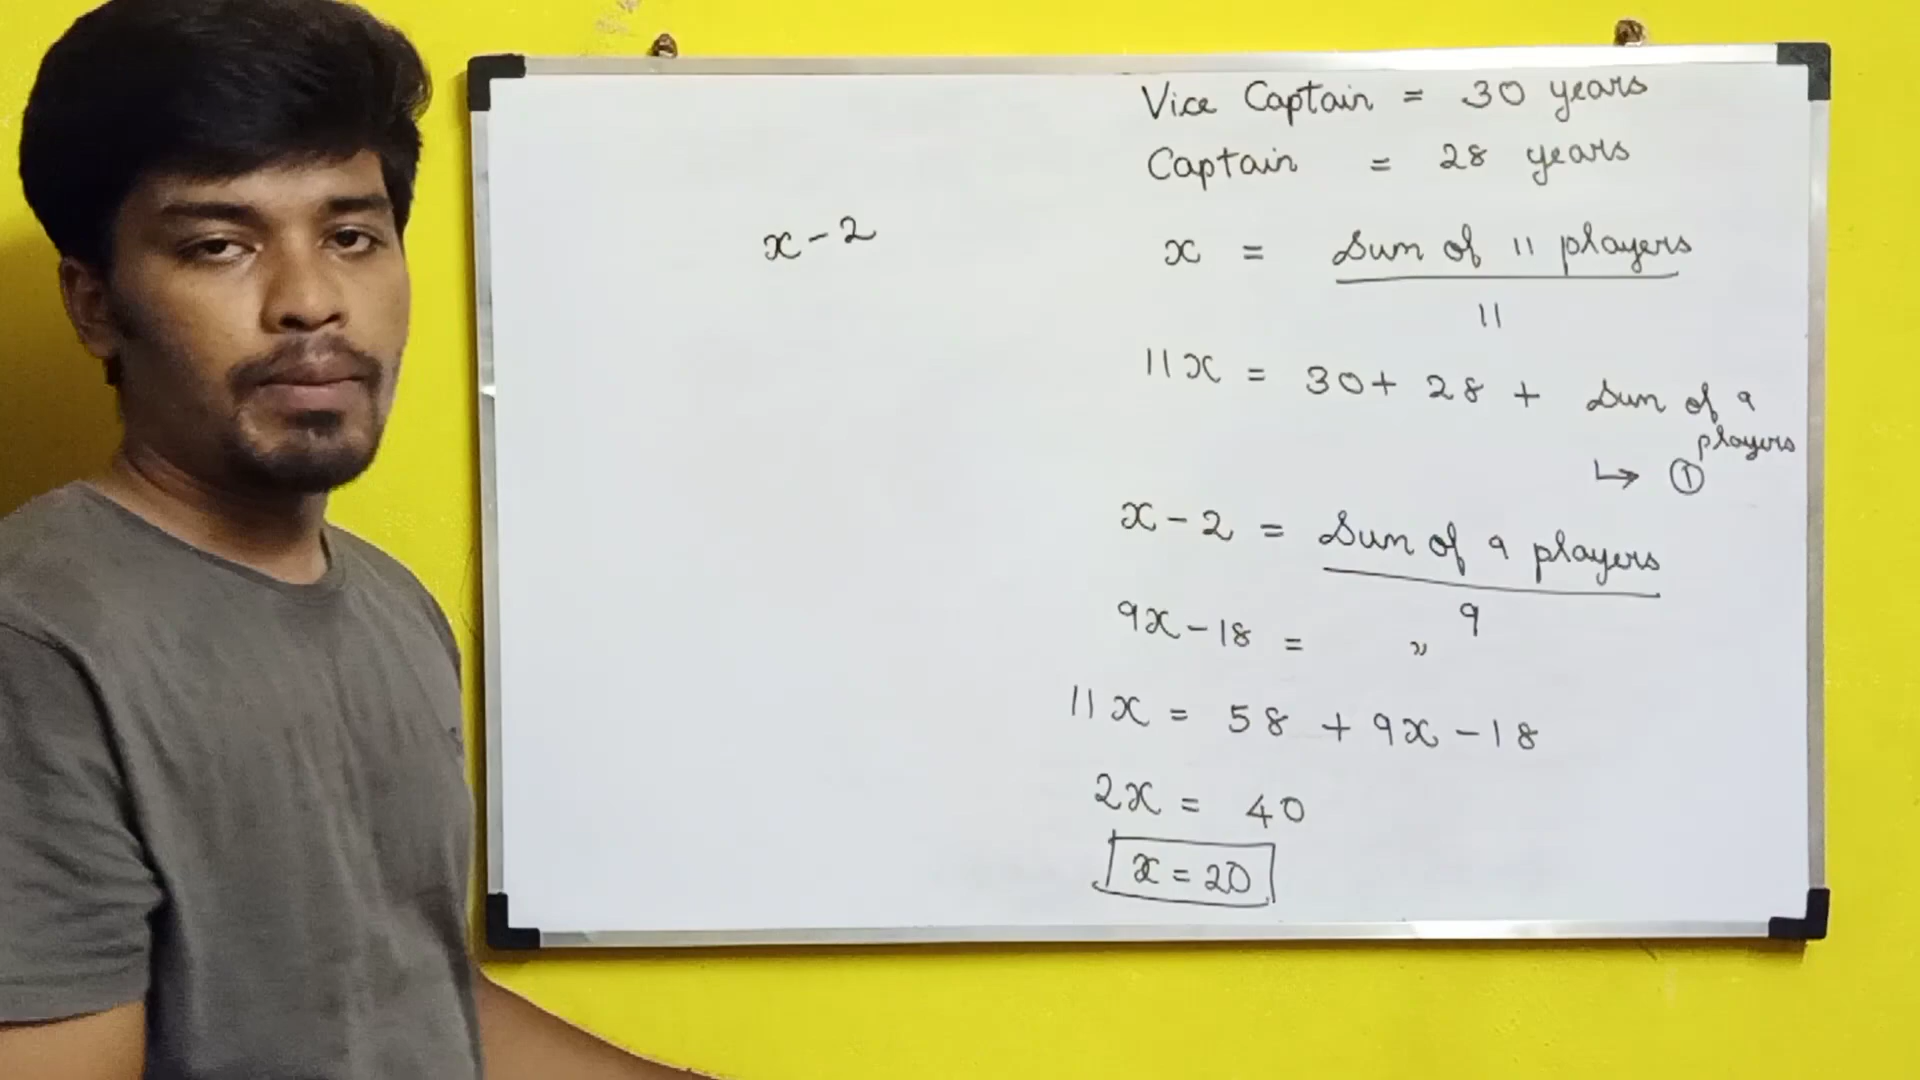 x - 2
Vice Captain = 30 years
Captain = 28 years
x = Sum of 11 players
11
11x = 30 + 28 + Sum of 9
players
↳ ①
x - 2 = Sum of 9 players
9
9x - 18 = "
11x = 58 + 9x - 18
2x = 40
x = 20